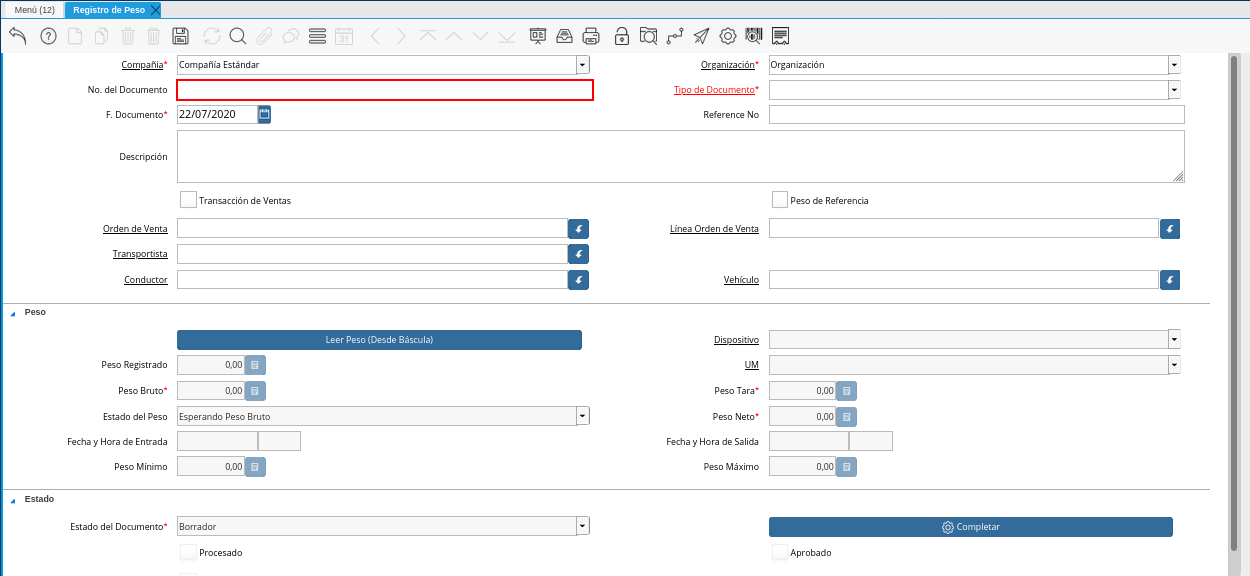 Menú (12) Registro de Peso
31
Compañía* Compañía Estándar Organización* Organización
No. del Documento Tipo de Documento*
F. Documento* 22/07/2020 Reference No
Descripción
Transacción de Ventas Peso de Referencia
Orden de Venta Línea Orden de Venta
Transportista
Conductor Vehículo
Peso
Leer Peso (Desde Báscula) Dispositivo
Peso Registrado 0,00 UM
Peso Bruto* 0,00 Peso Tara* 0,00
Estado del Peso Esperando Peso Bruto Peso Neto* 0,00
Fecha y Hora de Entrada Fecha y Hora de Salida
Peso Mínimo 0,00 Peso Máximo 0,00
Estado
Estado del Documento* Borrador Completar
Procesado Aprobado